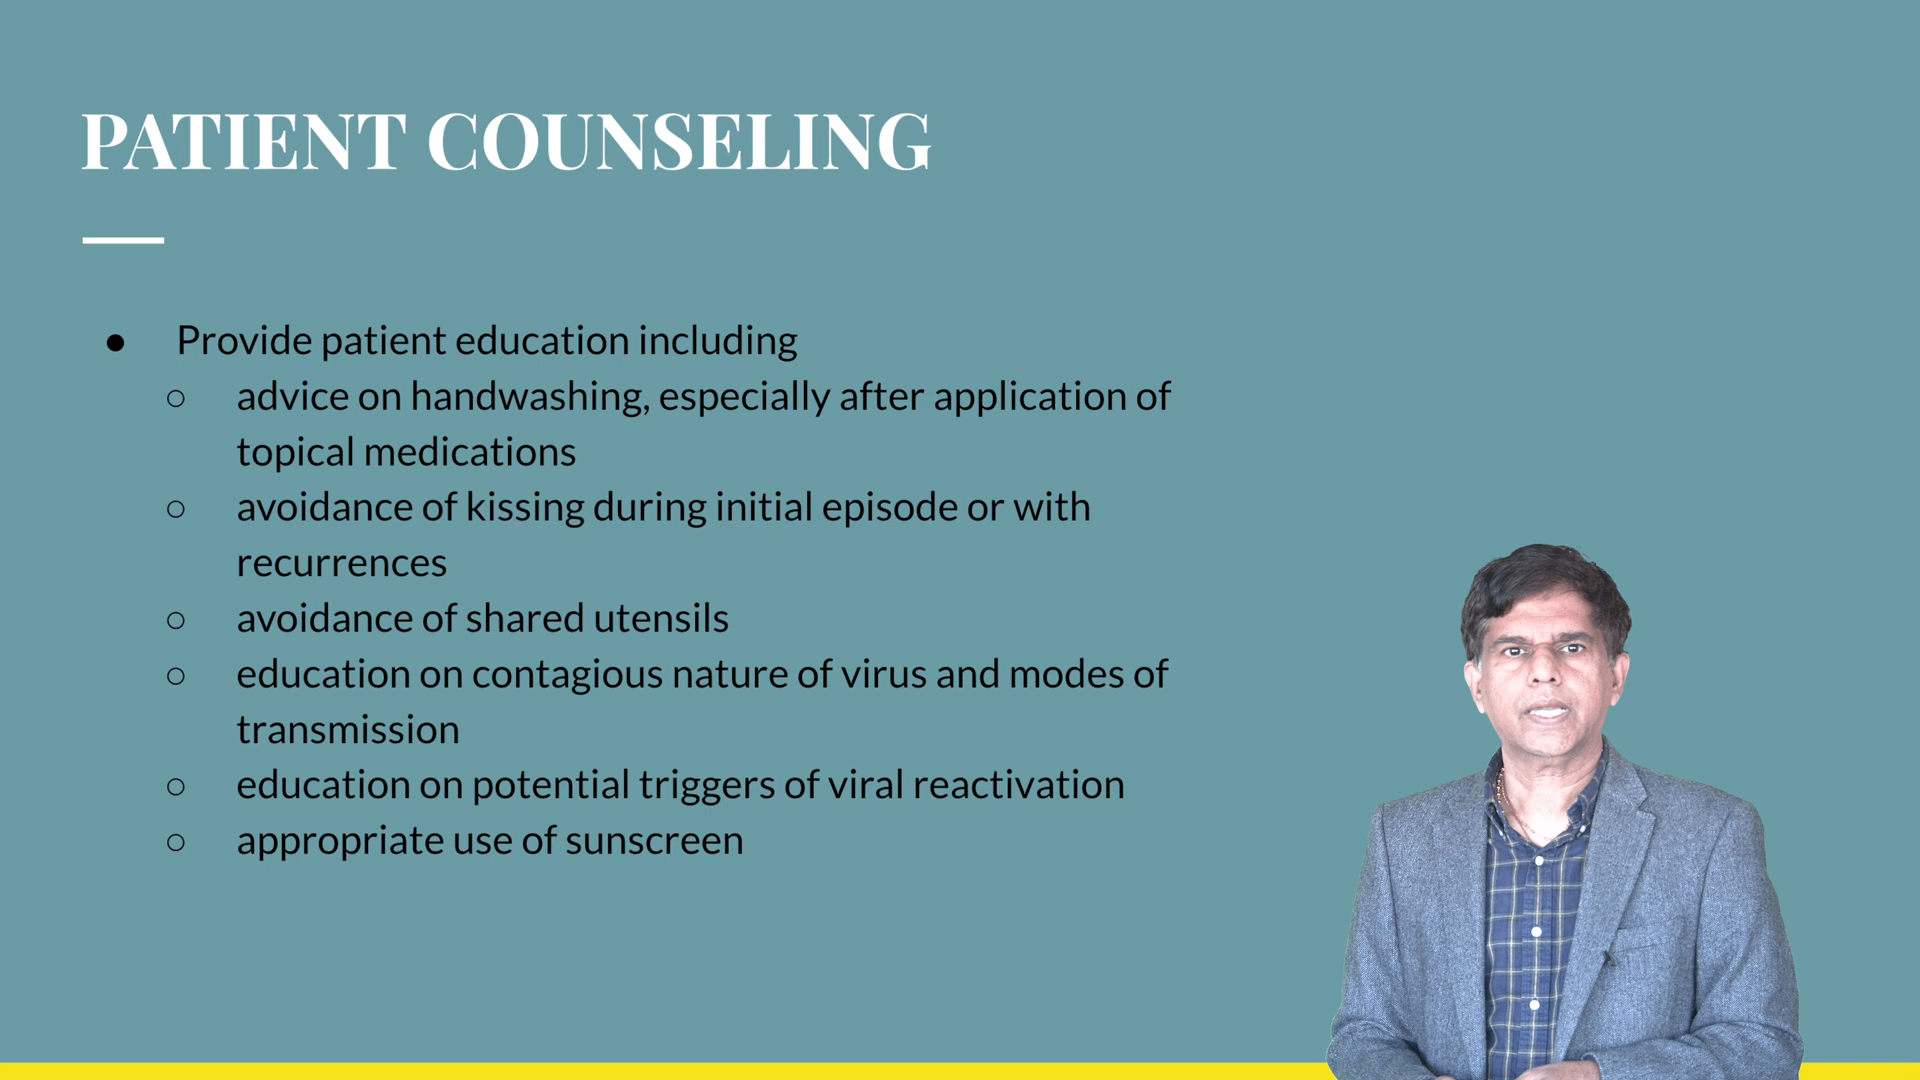 PATIENT COUNSELING
● Provide patient education including
○ advice on handwashing, especially after application of
topical medications
○ avoidance of kissing during initial episode or with
recurrences
○ avoidance of shared utensils
○ education on contagious nature of virus and modes of
transmission
○ education on potential triggers of viral reactivation
○ appropriate use of sunscreen